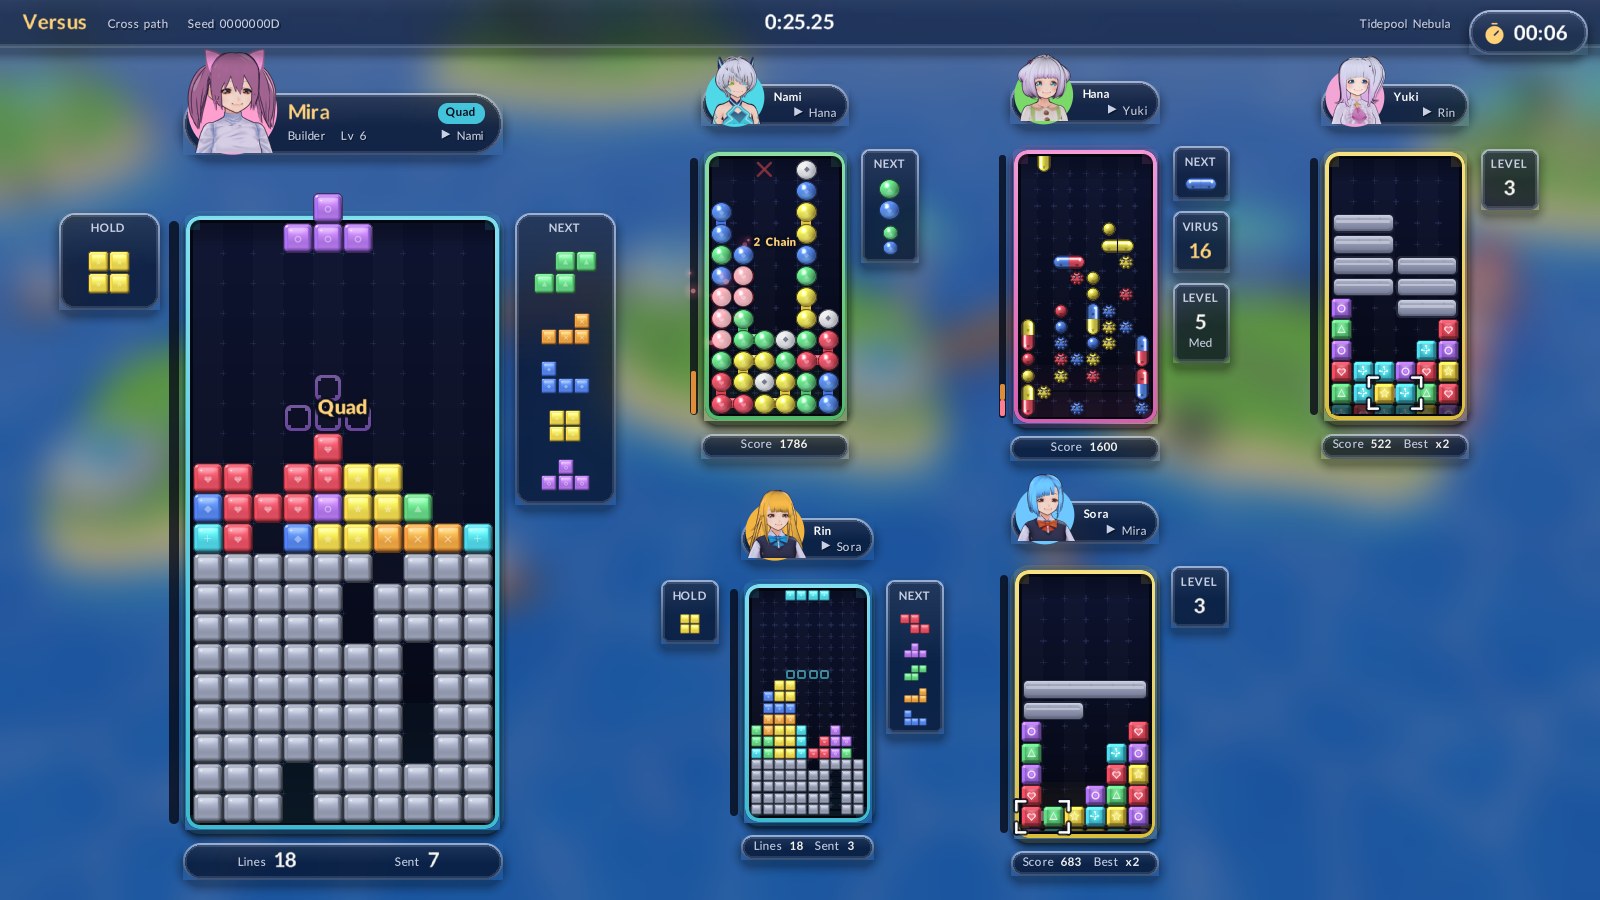 Versus Cross path Seed 0000000D
0:25.25
Tidepool Nebula
00:06
Mira
Quad
Builder Lv 6
Nami
HOLD
NEXT
Quad
Lines 18 Sent 7
Nami
Hana
2 Chain
NEXT
Score 1786
Hana
Yuki
NEXT
VIRUS
16
LEVEL
5
Med
Score 1600
Yuki
Rin
LEVEL
3
Score 522 Best x2
Rin
Sora
HOLD
NEXT
Lines 18 Sent 3
Sora
Mira
LEVEL
3
Score 683 Best x2